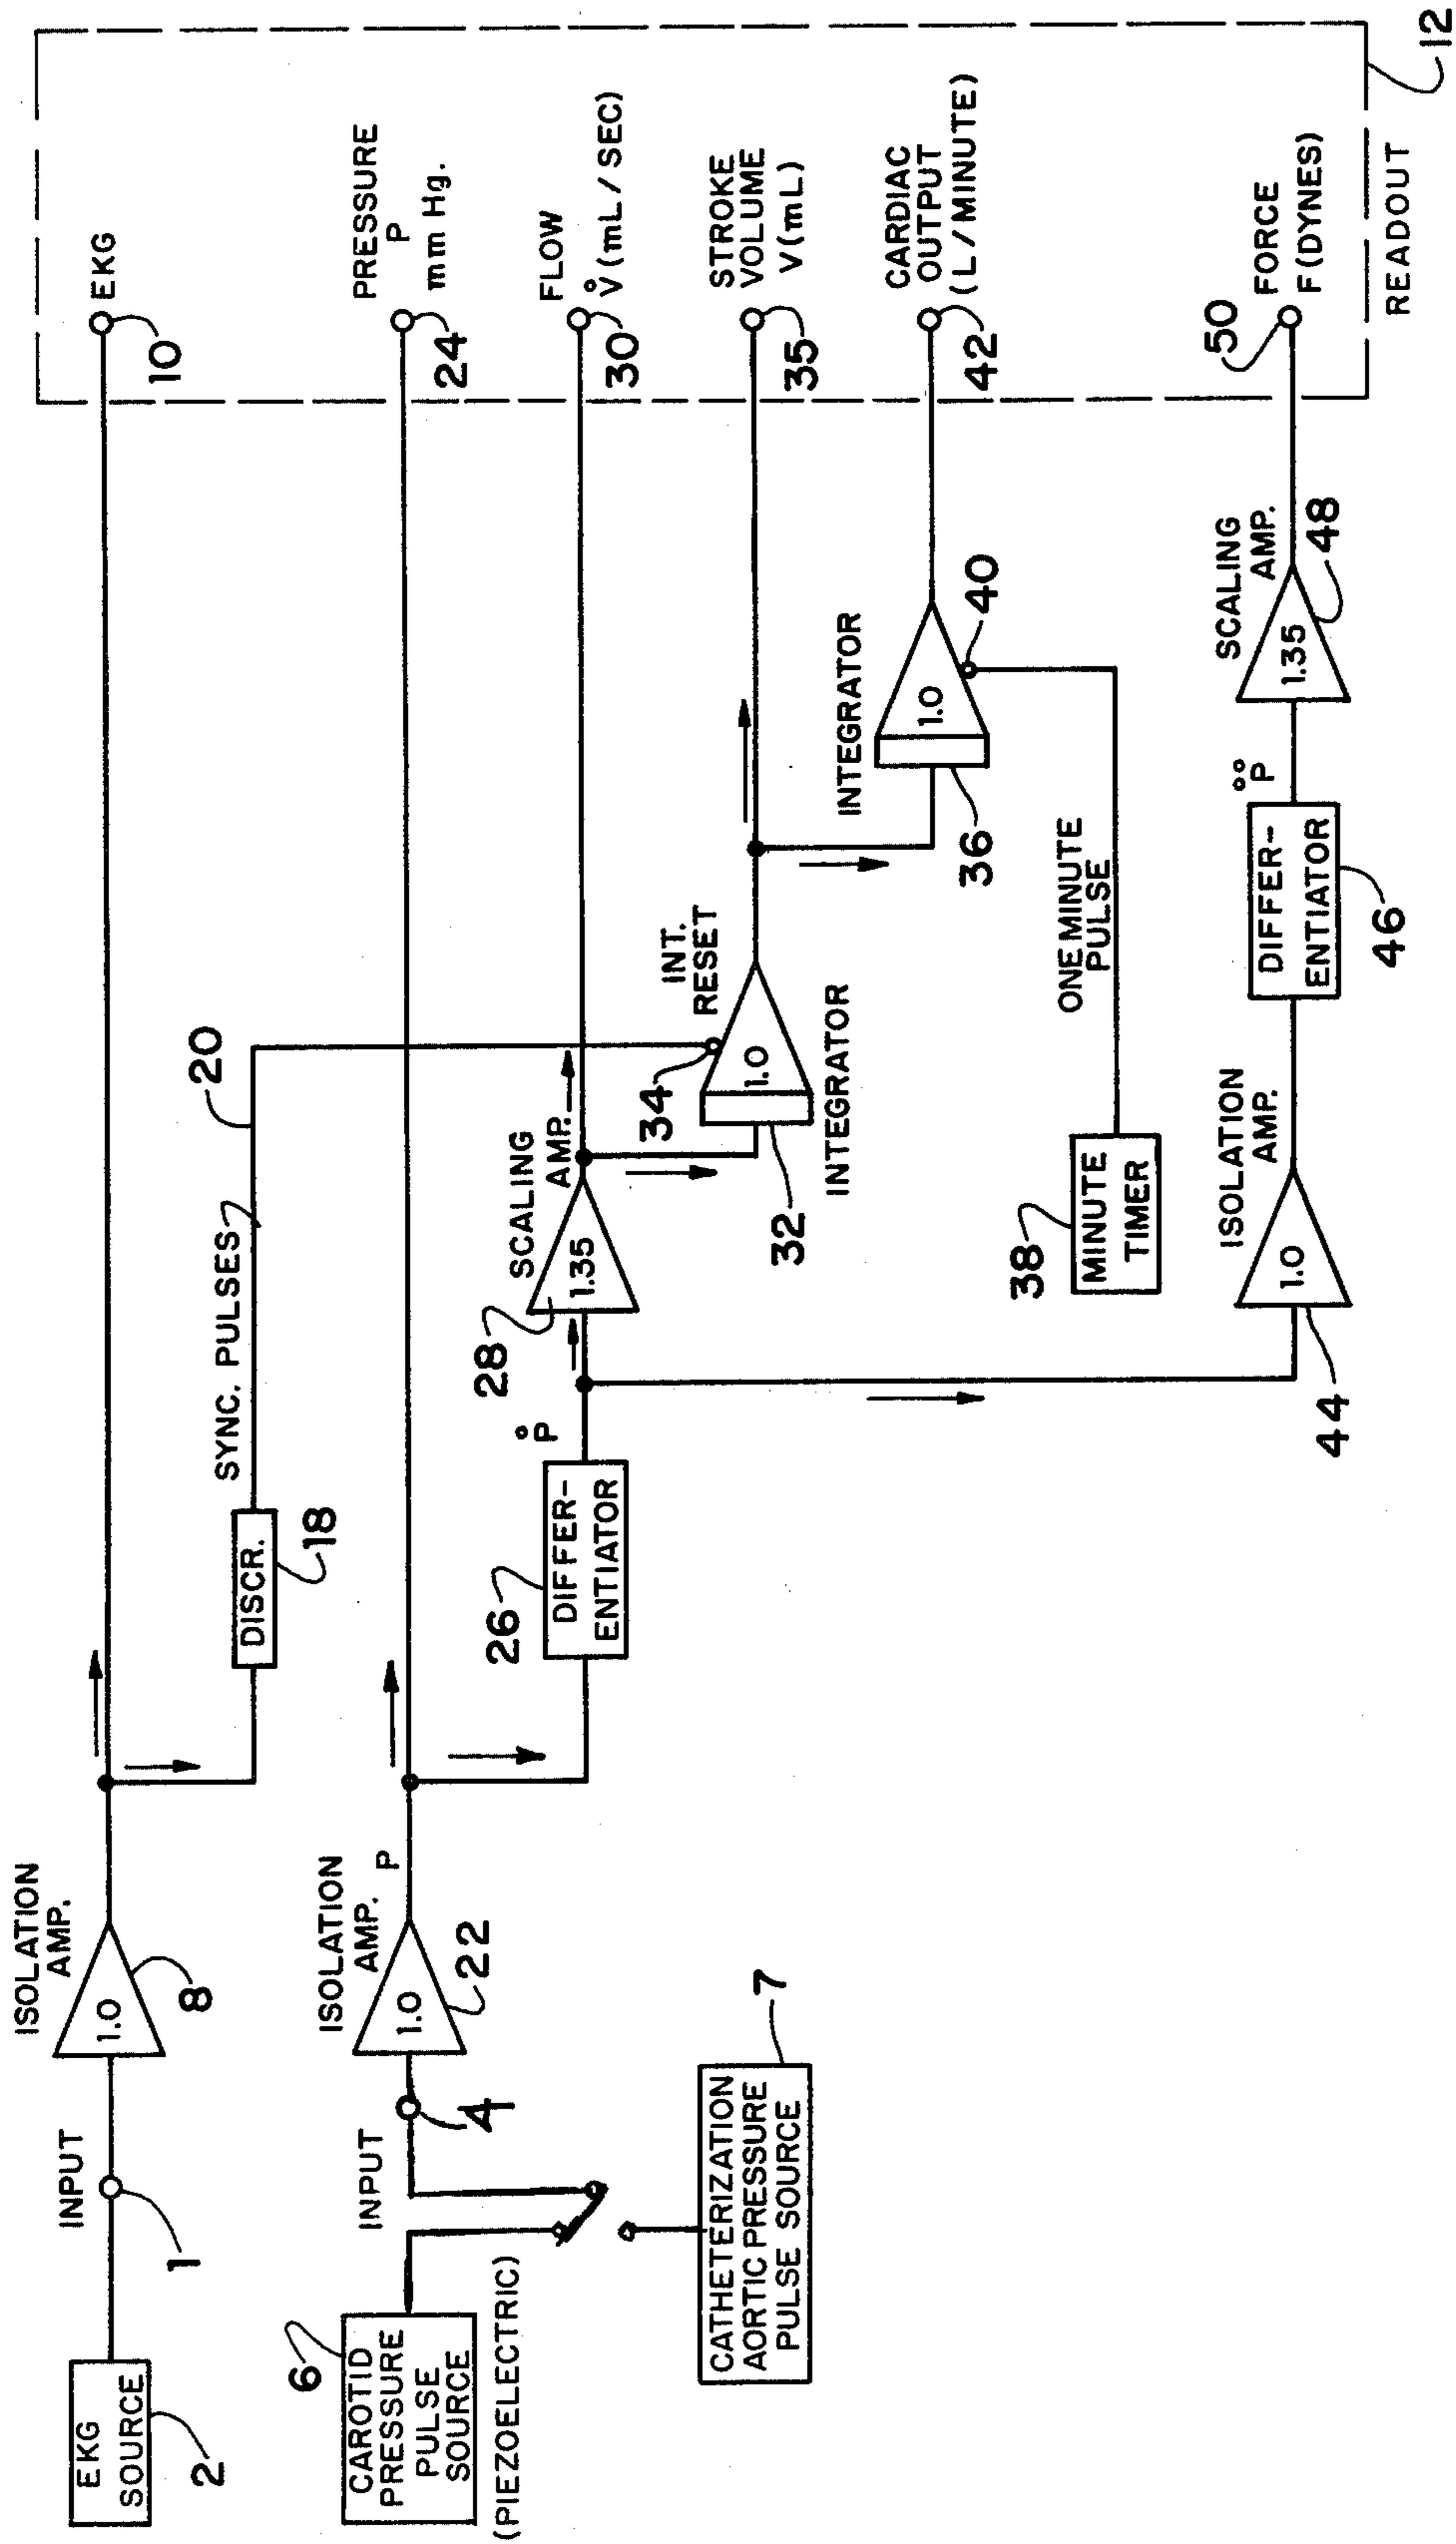 EKG
SOURCE
2
INPUT
1
ISOLATION
AMP.
1.0
8
DISCR.
18
SYNC. PULSES
20
EKG
10
CAROTID
PRESSURE
PULSE
SOURCE
6
(PIEZOELECTRIC)
INPUT
4
CATHETERIZATION
AORTIC PRESSURE
PULSE SOURCE
7
ISOLATION
AMP.
1.0
22
P
PRESSURE
P
mm Hg.
24
DIFFER-
ENTIATOR
26
P̊
SCALING
AMP.
1.35
28
FLOW
V̊ (mL/SEC)
30
INT.
RESET
34
1.0
32
INTEGRATOR
STROKE
VOLUME
V (mL)
35
INTEGRATOR
1.0
36
40
CARDIAC
OUTPUT
(L/MINUTE)
42
MINUTE
TIMER
38
ONE MINUTE
PULSE
ISOLATION
AMP.
1.0
44
DIFFER-
ENTIATOR
46
°°
P
SCALING
AMP.
1.35
48
50
FORCE
F (DYNES)
READOUT
12